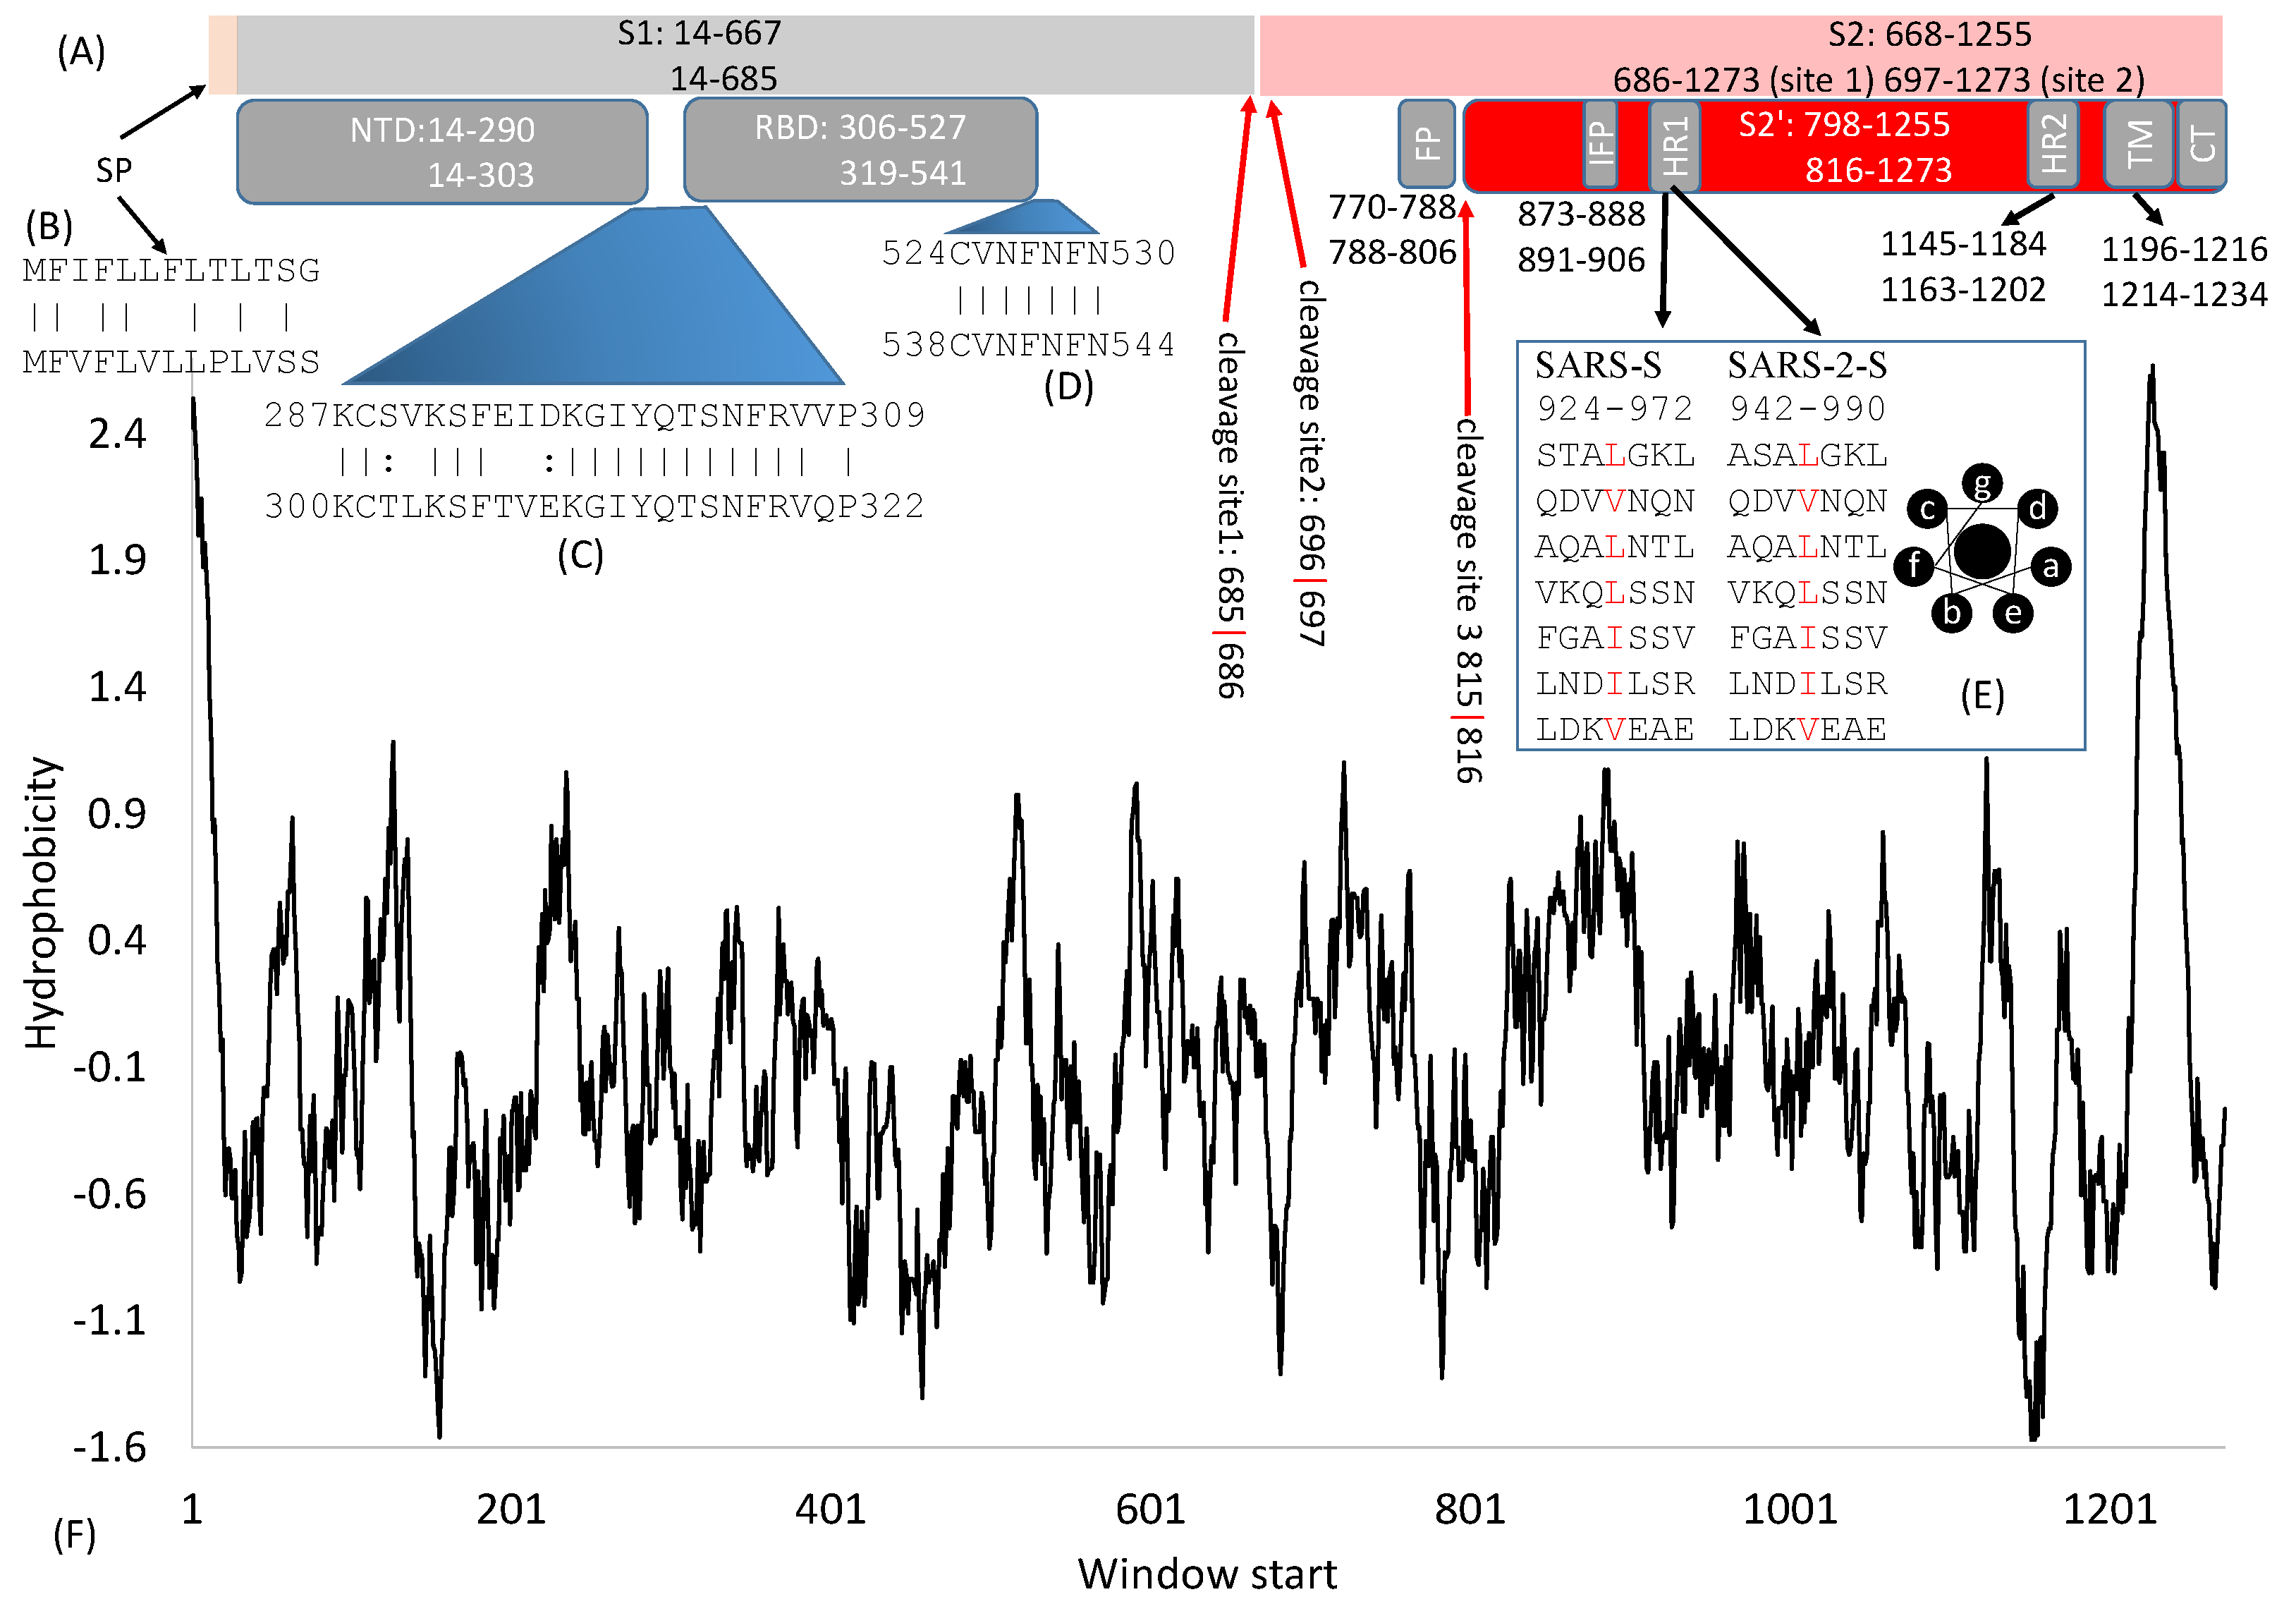 (A)
S1: 14-667
14-685
S2: 668-1255
686-1273 (site 1) 697-1273 (site 2)
SP
NTD:14-290
14-303
RBD: 306-527
319-541
FP
IFP
HR1
S2': 798-1255
816-1273
HR2
TM
CT
770-788
788-806
873-888
891-906
1145-1184
1163-1202
1196-1216
1214-1234
(B)
MFIFLLFLTLTSG
|| || | | |
MFVFLVLLPLVSS
524CVNFNFN530
|||||||
538CVNFNFN544
(D)
287KCSVKSFEIDKGIYQTSNFRVVP309
||: ||| :||||||||||| |
300KCTLKSFTVEKGIYQTSNFRVQP322
(C)
cleavage site1: 685|686
cleavage site2: 696|697
cleavage site 3 815|816
SARS-S SARS-2-S
924-972 942-990
STALGKL ASALGKL
QDVVNQN QDVVNQN
AQALNTL AQALNTL
VKQLSSN VKQLSSN
FGAISSV FGAISSV
LNDILSR LNDILSR
LDKVEAE LDKVEAE
g
c
d
f
a
b
e
(E)
Hydrophobicity
2.4
1.9
1.4
0.9
0.4
-0.1
-0.6
-1.1
-1.6
1 201 401 601 801 1001 1201
(F)
Window start